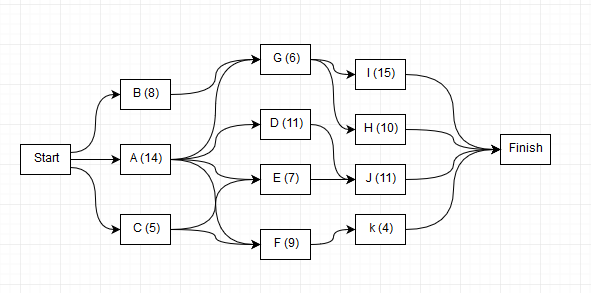 G (6)
I (15)
B (8)
D (11)
H (10)
Start
A (14)
Finish
E (7)
J (11)
C (5)
F (9)
k (4)